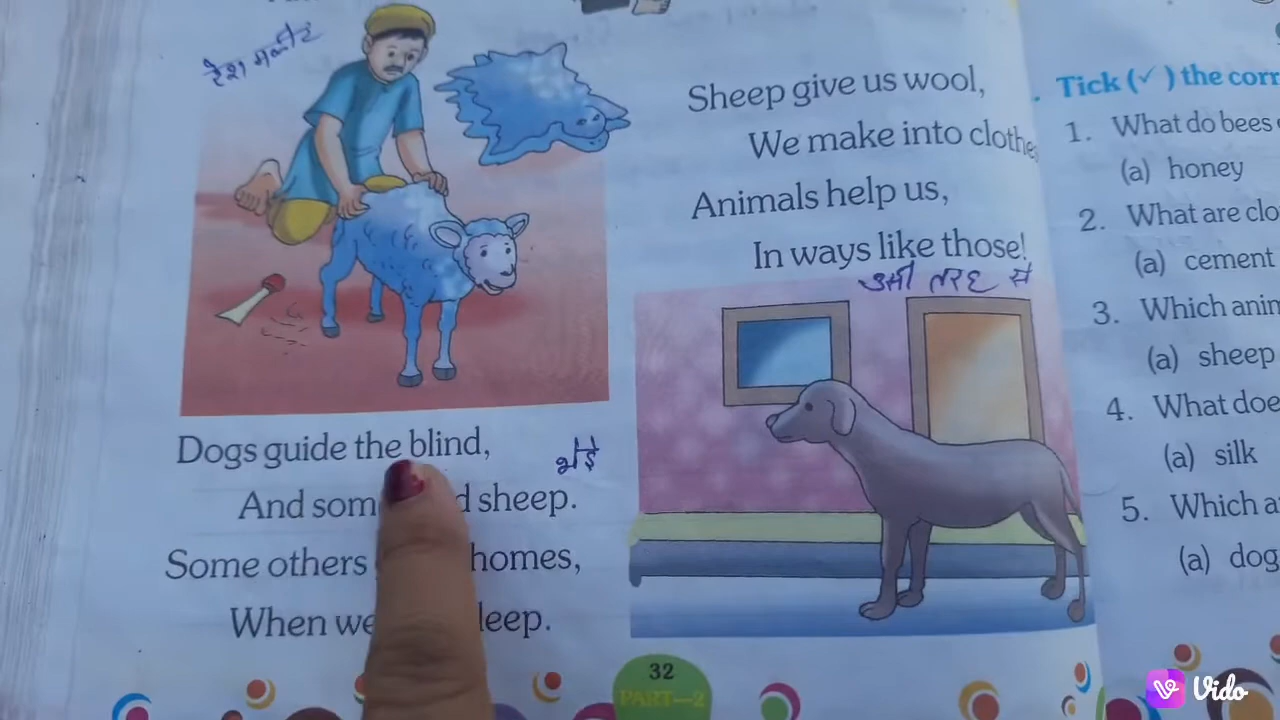 Dogs guide the blind,
And som d sheep.
Some others homes,
When we leep.
Sheep give us wool,
We make into clothe
Animals help us,
In ways like those!
उसी तरह से
32
PART–2
Tick (✓) the corr
1. What do bees
(a) honey
2. What are clo
(a) cement
3. Which anim
(a) sheep
4. What doe
(a) silk
5. Which a
(a) dog
Vido